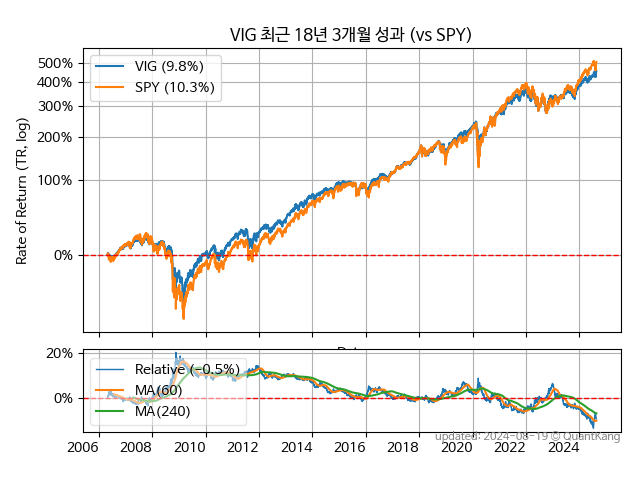 VIG 최근 18년 3개월 성과 (vs SPY)
500%
400%
300%
200%
100%
0%
Rate of Return (TR, log)
VIG (9.8%)
SPY (10.3%)
20%
0%
Relative (−0.5%)
MA(60)
MA(240)
2006 2008 2010 2012 2014 2016 2018 2020 2022 2024
updated: 2024-08-19 © QuantKang